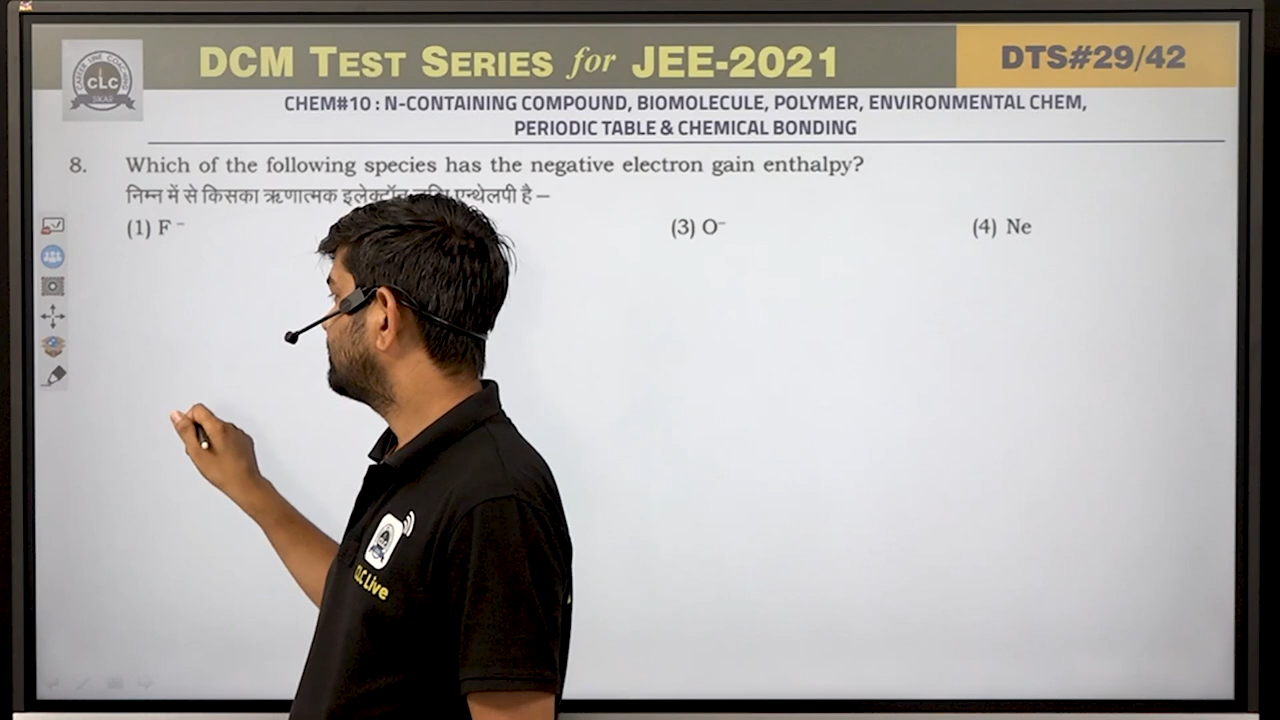 DCM TEST SERIES for JEE-2021
DTS#29/42
CLC
CHEM#10 : N-CONTAINING COMPOUND, BIOMOLECULE, POLYMER, ENVIRONMENTAL CHEM,
PERIODIC TABLE & CHEMICAL BONDING
8. Which of the following species has the negative electron gain enthalpy?
निम्न में से किसका ऋणात्मक एन्थेलपी है –
(1) F⁻ (3) O⁻ (4) Ne
CLC Live